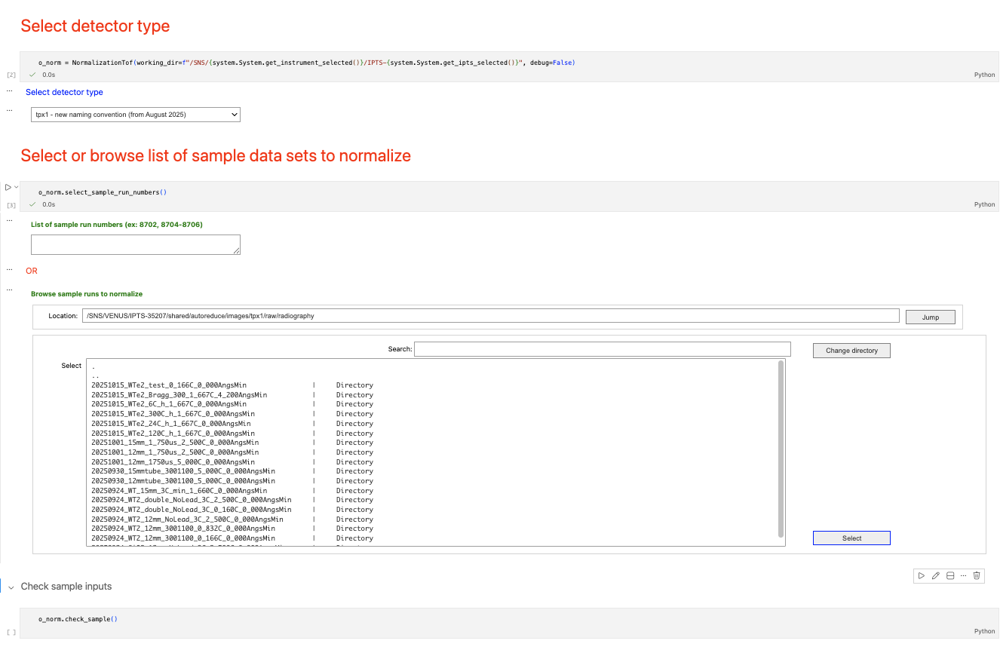 Select detector type
o_norm = NormalizationTof(working_dir=f"/SNS/{system.System.get_instrument_selected()}/IPTS-{system.System.get_ipts_selected()}", debug=False)
[2]
0.0s
Python
Select detector type
tpx1 - new naming convention (from August 2025)
Select or browse list of sample data sets to normalize
o_norm.select_sample_run_numbers()
[3]
0.0s
Python
List of sample run numbers (ex: 8702, 8704-8706)
OR
Browse sample runs to normalize
Location: /SNS/VENUS/IPTS-35207/shared/autoreduce/images/tpx1/raw/radiography Jump
Search: Change directory
Select .
..
20251015_WTe2_test_0_166C_0_000AngsMin | Directory
20251015_WTe2_Bragg_300_1_667C_4_200AngsMin | Directory
20251015_WTe2_6C_h_1_667C_0_000AngsMin | Directory
20251015_WTe2_300C_h_1_667C_0_000AngsMin | Directory
20251015_WTe2_24C_h_1_667C_0_000AngsMin | Directory
20251015_WTe2_120C_h_1_667C_0_000AngsMin | Directory
20251001_15mm_1_750us_2_500C_0_000AngsMin | Directory
20251001_12mm_1_750us_2_500C_0_000AngsMin | Directory
20251001_12mm_1750us_5_000C_0_000AngsMin | Directory
20250930_15mmtube_3001100_5_000C_0_000AngsMin | Directory
20250930_12mmtube_3001100_5_000C_0_000AngsMin | Directory
20250924_WT_15mm_3C_min_1_660C_0_000AngsMin | Directory
20250924_WT2_double_NoLead_3C_2_500C_0_000AngsMin | Directory
20250924_WT2_double_NoLead_3C_0_160C_0_000AngsMin | Directory
20250924_WT2_12mm_NoLead_3C_2_500C_0_000AngsMin | Directory
20250924_WT2_12mm_3001100_0_832C_0_000AngsMin | Directory
20250924_WT2_12mm_3001100_0_166C_0_000AngsMin | Directory
Select
Check sample inputs
o_norm.check_sample()
[ ]
Python